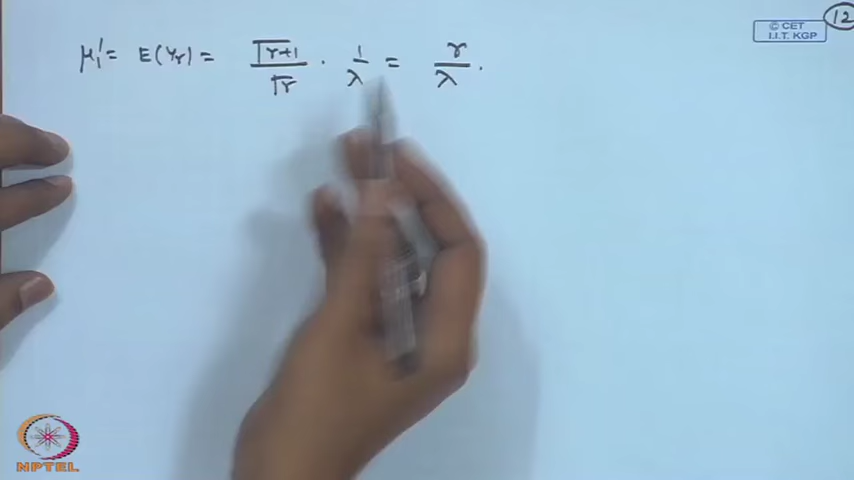 μ₁' = E(Yr) = Γr+1 / Γr · 1/λ = r/λ .
© CET
I.I.T. KGP
12
NPTEL